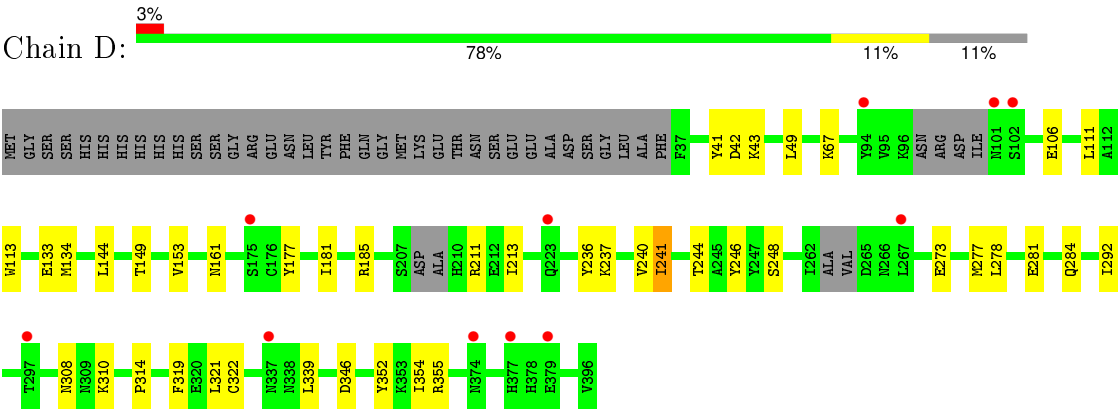 3%
Chain D:
78% 11% 11%
MET GLY SER SER HIS HIS HIS HIS HIS HIS SER SER GLY ARG GLU ASN LEU TYR PHE GLN GLY MET LYS GLU THR ASN SER GLU GLU ALA ASP SER GLY LEU ALA PHE F37 Y41 D42 K43 L49 K67 Y94 V95 K96 ASN ARG ASP ILE N101 S102 E106 L111 A112
W113 E133 M134 L144 T149 V153 N161 S175 C176 Y177 I181 R185 S207 ASP ALA H210 R211 E212 I213 Q223 Y236 K237 V240 I241 T244 A245 Y246 Y247 S248 I262 ALA VAL D265 N266 L267 E273 M277 L278 E281 Q284 I292
T297 N308 N309 K310 P314 F319 E320 L321 C322 N337 N338 L339 D346 Y352 K353 I354 R355 N374 H377 H378 E379 V396